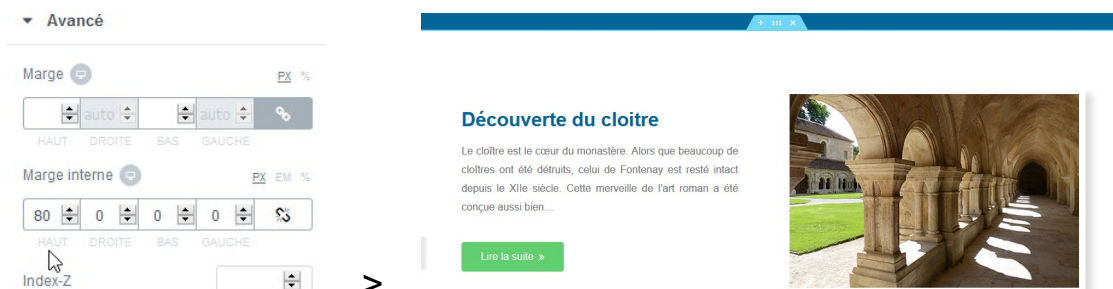 Avancé
Marge PX %
auto auto
HAUT DROITE BAS GAUCHE
Marge interne PX EM %
80 0 0 0
HAUT DROITE BAS GAUCHE
Index-Z
>
Découverte du cloitre
Le cloître est le cœur du monastère. Alors que beaucoup de
cloîtres ont été détruits, celui de Fontenay est resté intact
depuis le XIIe siècle. Cette merveille de l'art roman a été
conçue aussi bien...
Lire la suite »